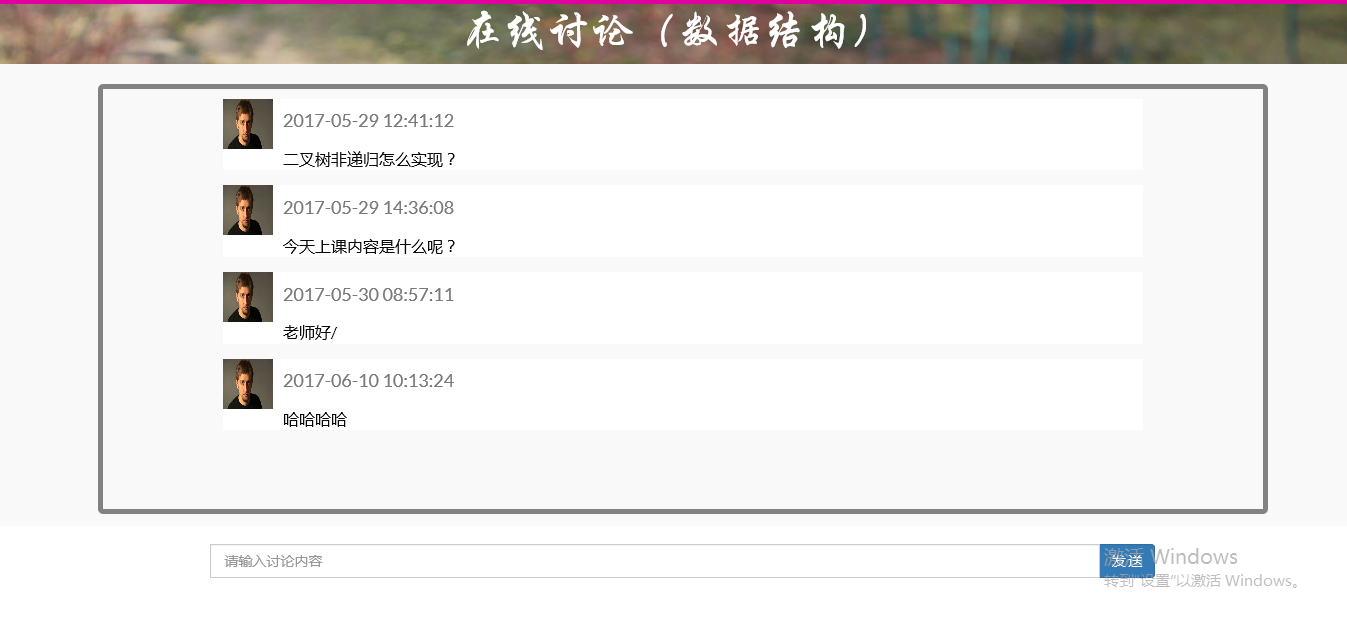 在线讨论（数据结构）
2017-05-29 12:41:12
二叉树非递归怎么实现？
2017-05-29 14:36:08
今天上课内容是什么呢？
2017-05-30 08:57:11
老师好/
2017-06-10 10:13:24
哈哈哈哈
请输入讨论内容
发送
激活 Windows
转到"设置"以激活 Windows。